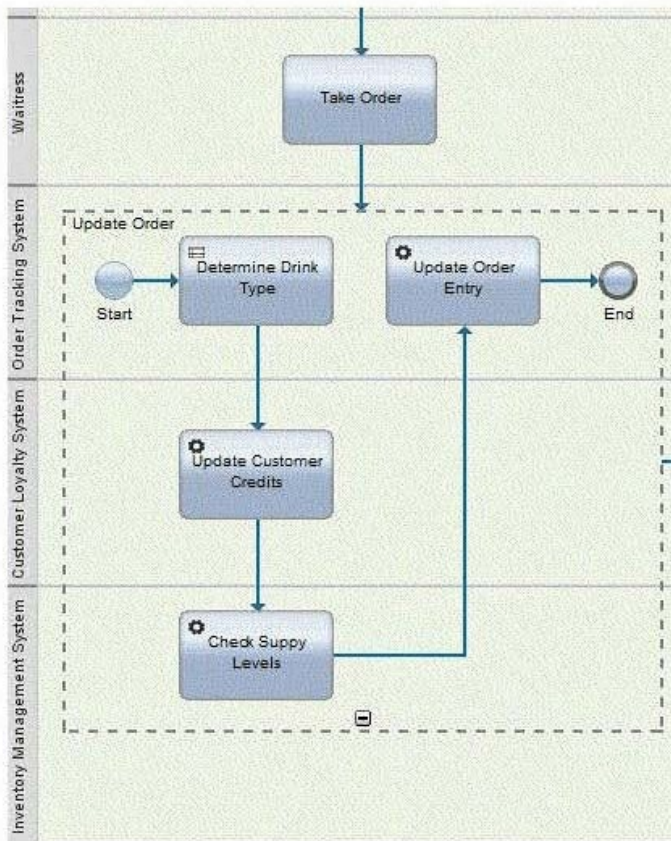 Waitress
Take Order
Order Tracking System
Update Order
Determine Drink
Type
Update Order
Entry
Start
End
Customer Loyalty System
Update Customer
Credits
Inventory Management System
Check Suppy
Levels